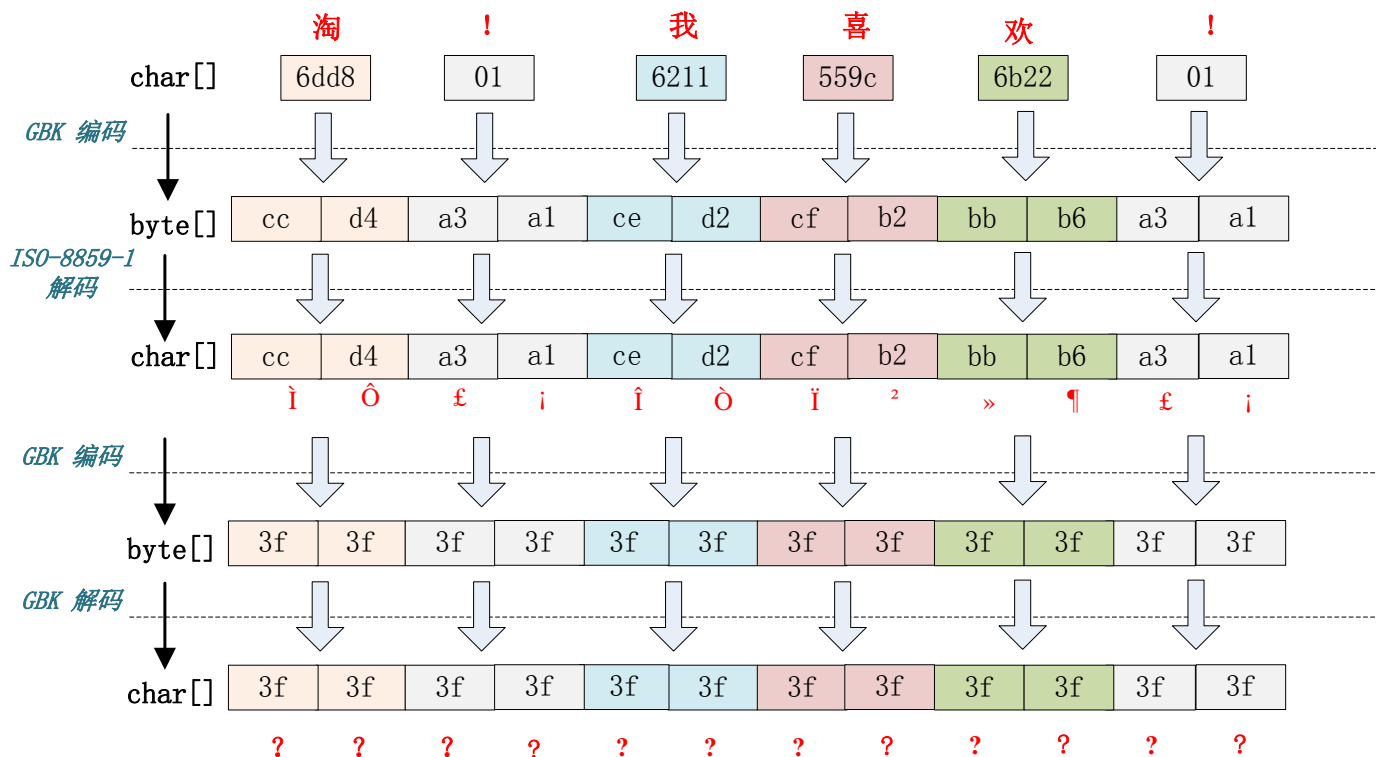 淘 ! 我 喜 欢 !
char[] 6dd8 01 6211 559c 6b22 01
GBK 编码
byte[] cc d4 a3 a1 ce d2 cf b2 bb b6 a3 a1
ISO-8859-1
解码
char[] cc d4 a3 a1 ce d2 cf b2 bb b6 a3 a1
Ì Ô £ ¡ Î Ò Ï ² » ¶ £ ¡
GBK 编码
byte[] 3f 3f 3f 3f 3f 3f 3f 3f 3f 3f 3f 3f
GBK 解码
char[] 3f 3f 3f 3f 3f 3f 3f 3f 3f 3f 3f 3f
? ? ? ? ? ? ? ? ? ? ? ?